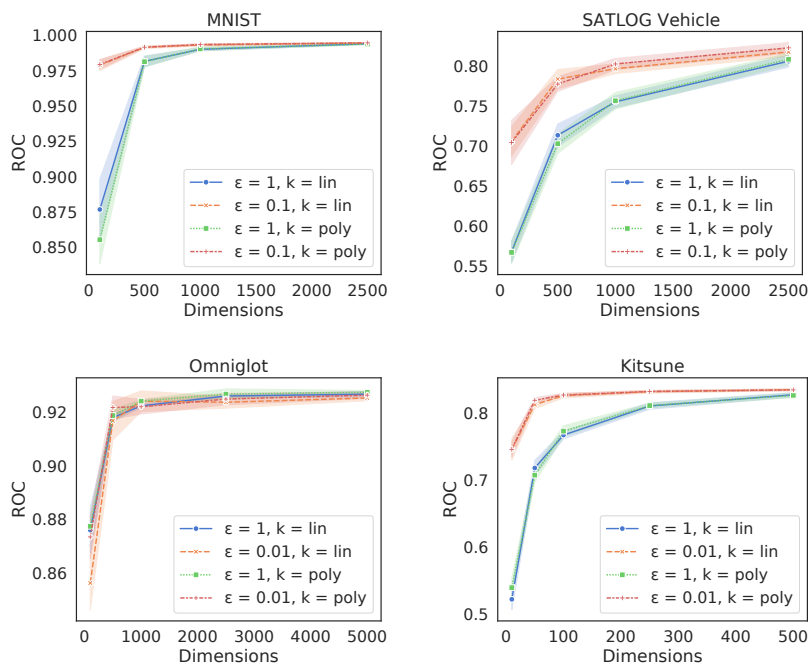 MNIST
ROC
1.000
0.975
0.950
0.925
0.900
0.875
0.850
ε = 1, k = lin
ε = 0.1, k = lin
ε = 1, k = poly
ε = 0.1, k = poly
0 500 1000 1500 2000 2500
Dimensions
SATLOG Vehicle
ROC
0.80
0.75
0.70
0.65
0.60
0.55
ε = 1, k = lin
ε = 0.1, k = lin
ε = 1, k = poly
ε = 0.1, k = poly
0 500 1000 1500 2000 2500
Dimensions
Omniglot
ROC
0.92
0.90
0.88
0.86
ε = 1, k = lin
ε = 0.01, k = lin
ε = 1, k = poly
ε = 0.01, k = poly
0 1000 2000 3000 4000 5000
Dimensions
Kitsune
ROC
0.8
0.7
0.6
0.5
ε = 1, k = lin
ε = 0.01, k = lin
ε = 1, k = poly
ε = 0.01, k = poly
0 100 200 300 400 500
Dimensions